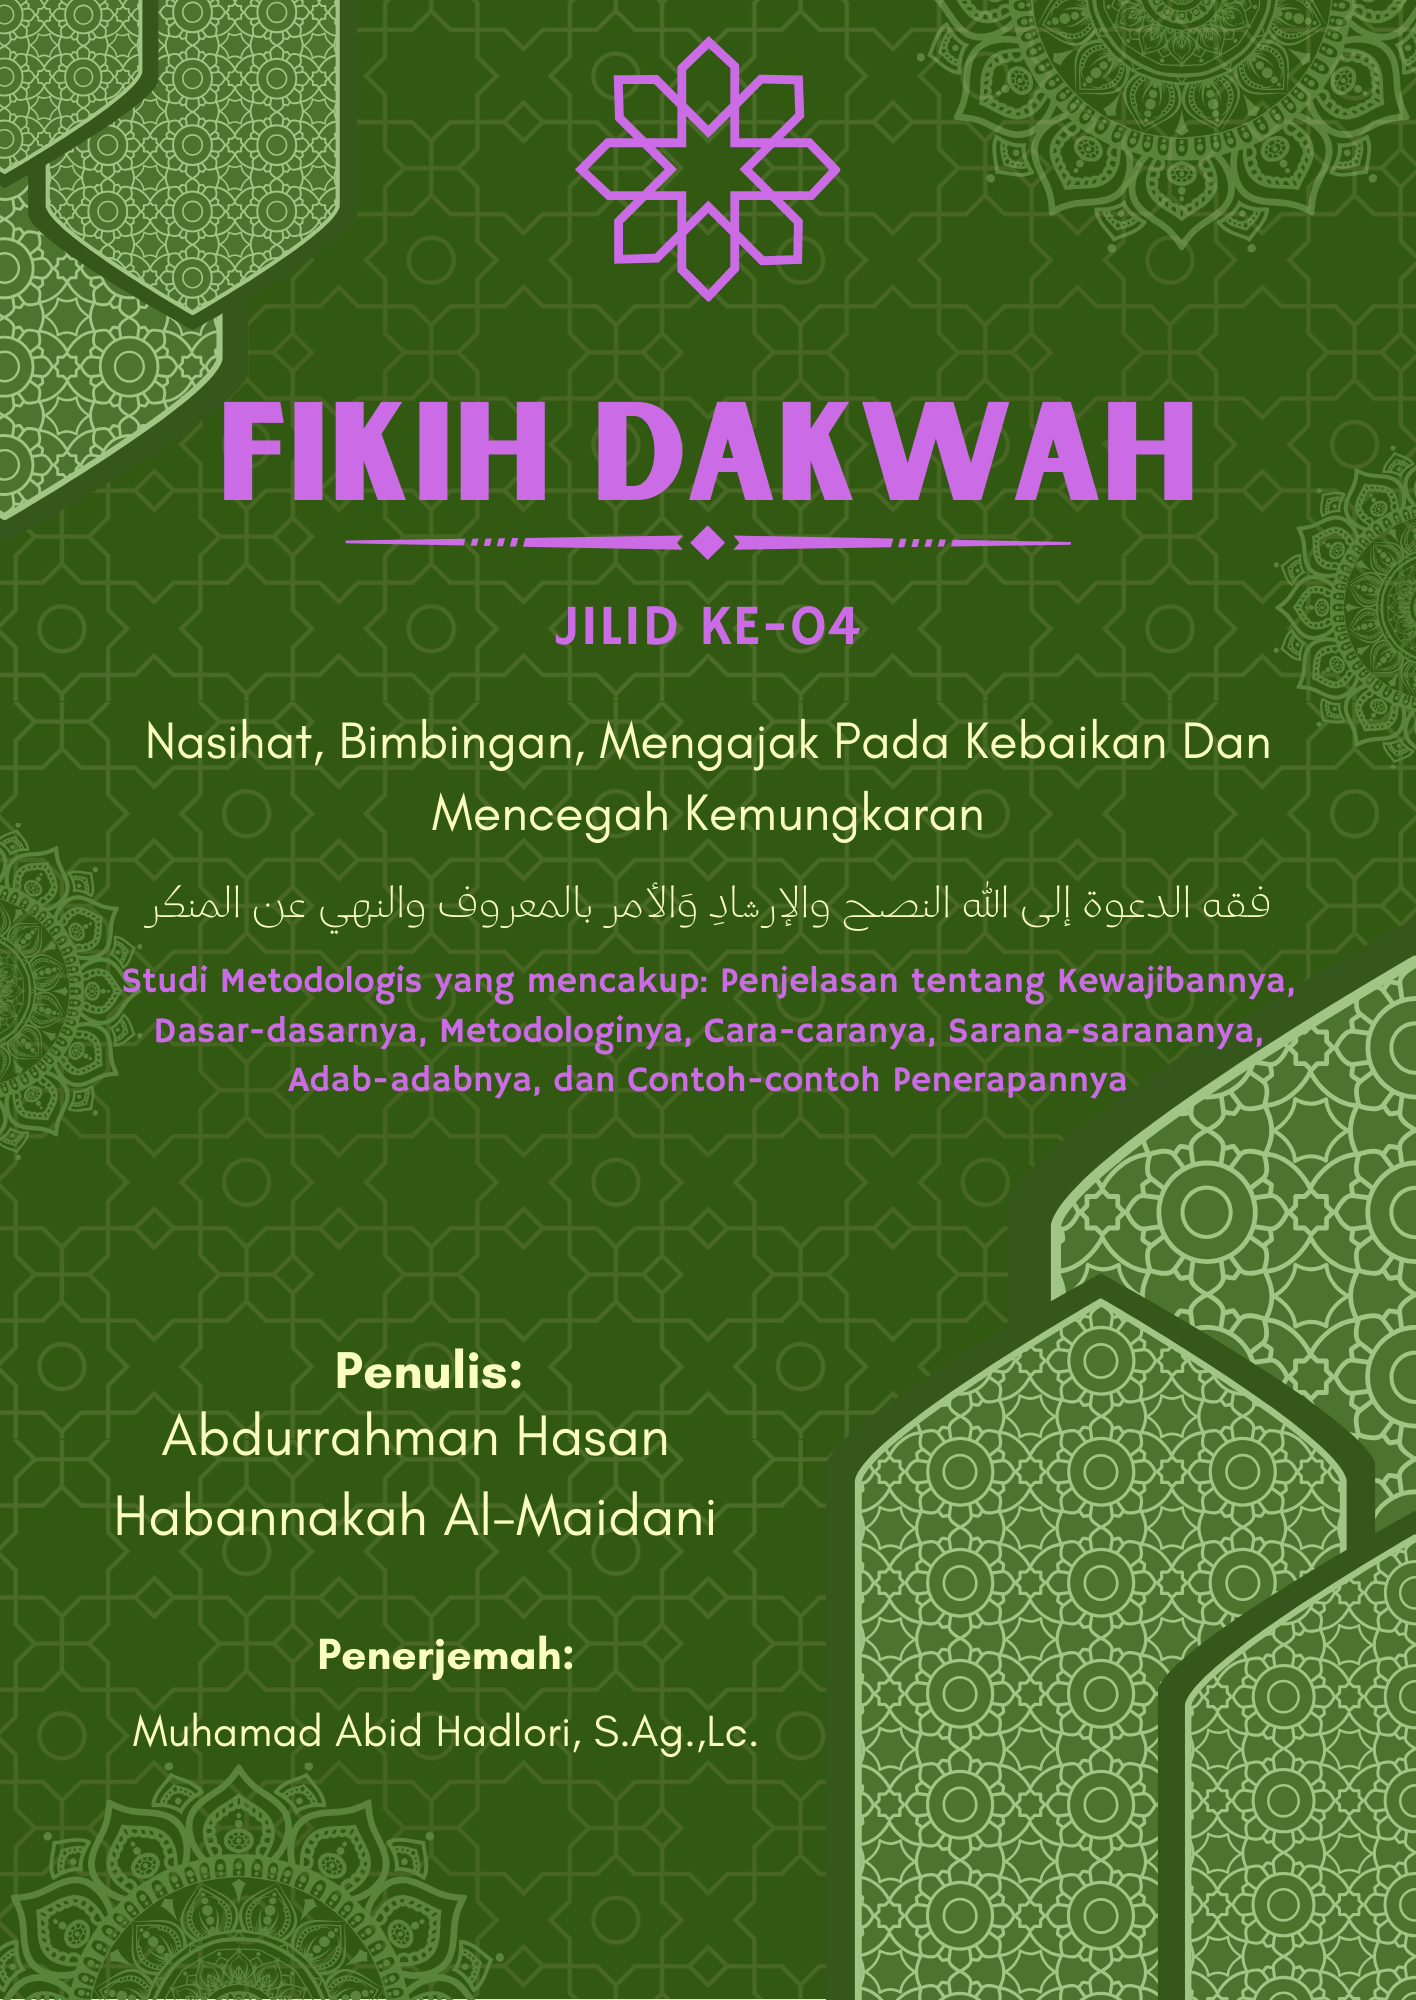 FIKIH DAKWAH
JILID KE-04
Nasihat, Bimbingan, Mengajak Pada Kebaikan Dan
Mencegah Kemungkaran
فقه الدعوة إلى الله النصح والإرشادِ وَالأمر بالمعروف والنهي عن المنكر
Studi Metodologis yang mencakup: Penjelasan tentang Kewajibannya,
Dasar-dasarnya, Metodologinya, Cara-caranya, Sarana-sarananya,
Adab-adabnya, dan Contoh-contoh Penerapannya
Penulis:
Abdurrahman Hasan
Habannakah Al-Maidani
Penerjemah:
Muhamad Abid Hadlori, S.Ag.,Lc.